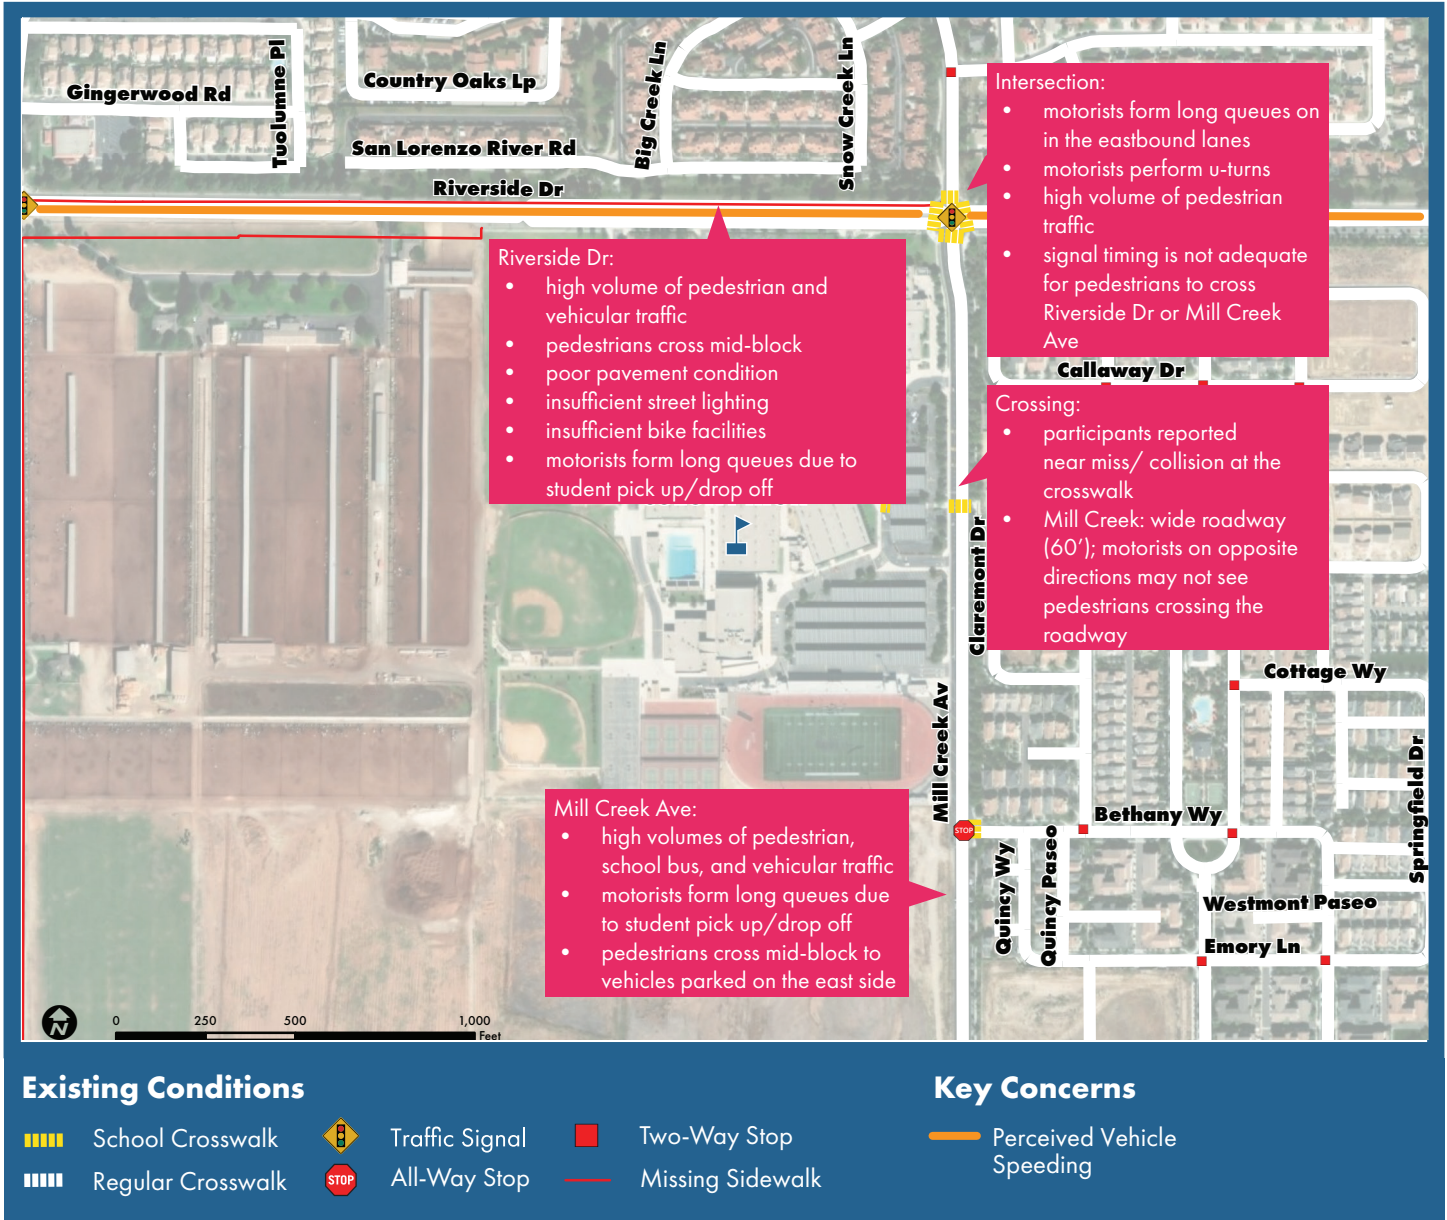 Gingerwood Rd
Tuolumne Pl
Country Oaks Lp
San Lorenzo River Rd
Big Creek Ln
Snow Creek Ln
Riverside Dr
Intersection:
• motorists form long queues on
in the eastbound lanes
• motorists perform u-turns
• high volume of pedestrian
traffic
• signal timing is not adequate
for pedestrians to cross
Riverside Dr or Mill Creek
Ave
Riverside Dr:
• high volume of pedestrian and
vehicular traffic
• pedestrians cross mid-block
• poor pavement condition
• insufficient street lighting
• insufficient bike facilities
• motorists form long queues due to
student pick up/drop off
Callaway Dr
Crossing:
• participants reported
near miss/ collision at the
crosswalk
• Mill Creek: wide roadway
(60’); motorists on opposite
directions may not see
pedestrians crossing the
roadway
Claremont Dr
Cottage Wy
Mill Creek Av
Springfield Dr
Mill Creek Ave:
• high volumes of pedestrian,
school bus, and vehicular traffic
• motorists form long queues due
to student pick up/drop off
• pedestrians cross mid-block to
vehicles parked on the east side
STOP
Bethany Wy
Quincy Wy
Quincy Paseo
Westmont Paseo
Emory Ln
N
0 250 500 1,000
Feet
Existing Conditions
School Crosswalk
Regular Crosswalk
Traffic Signal
STOP All-Way Stop
Two-Way Stop
Missing Sidewalk
Key Concerns
Perceived Vehicle
Speeding